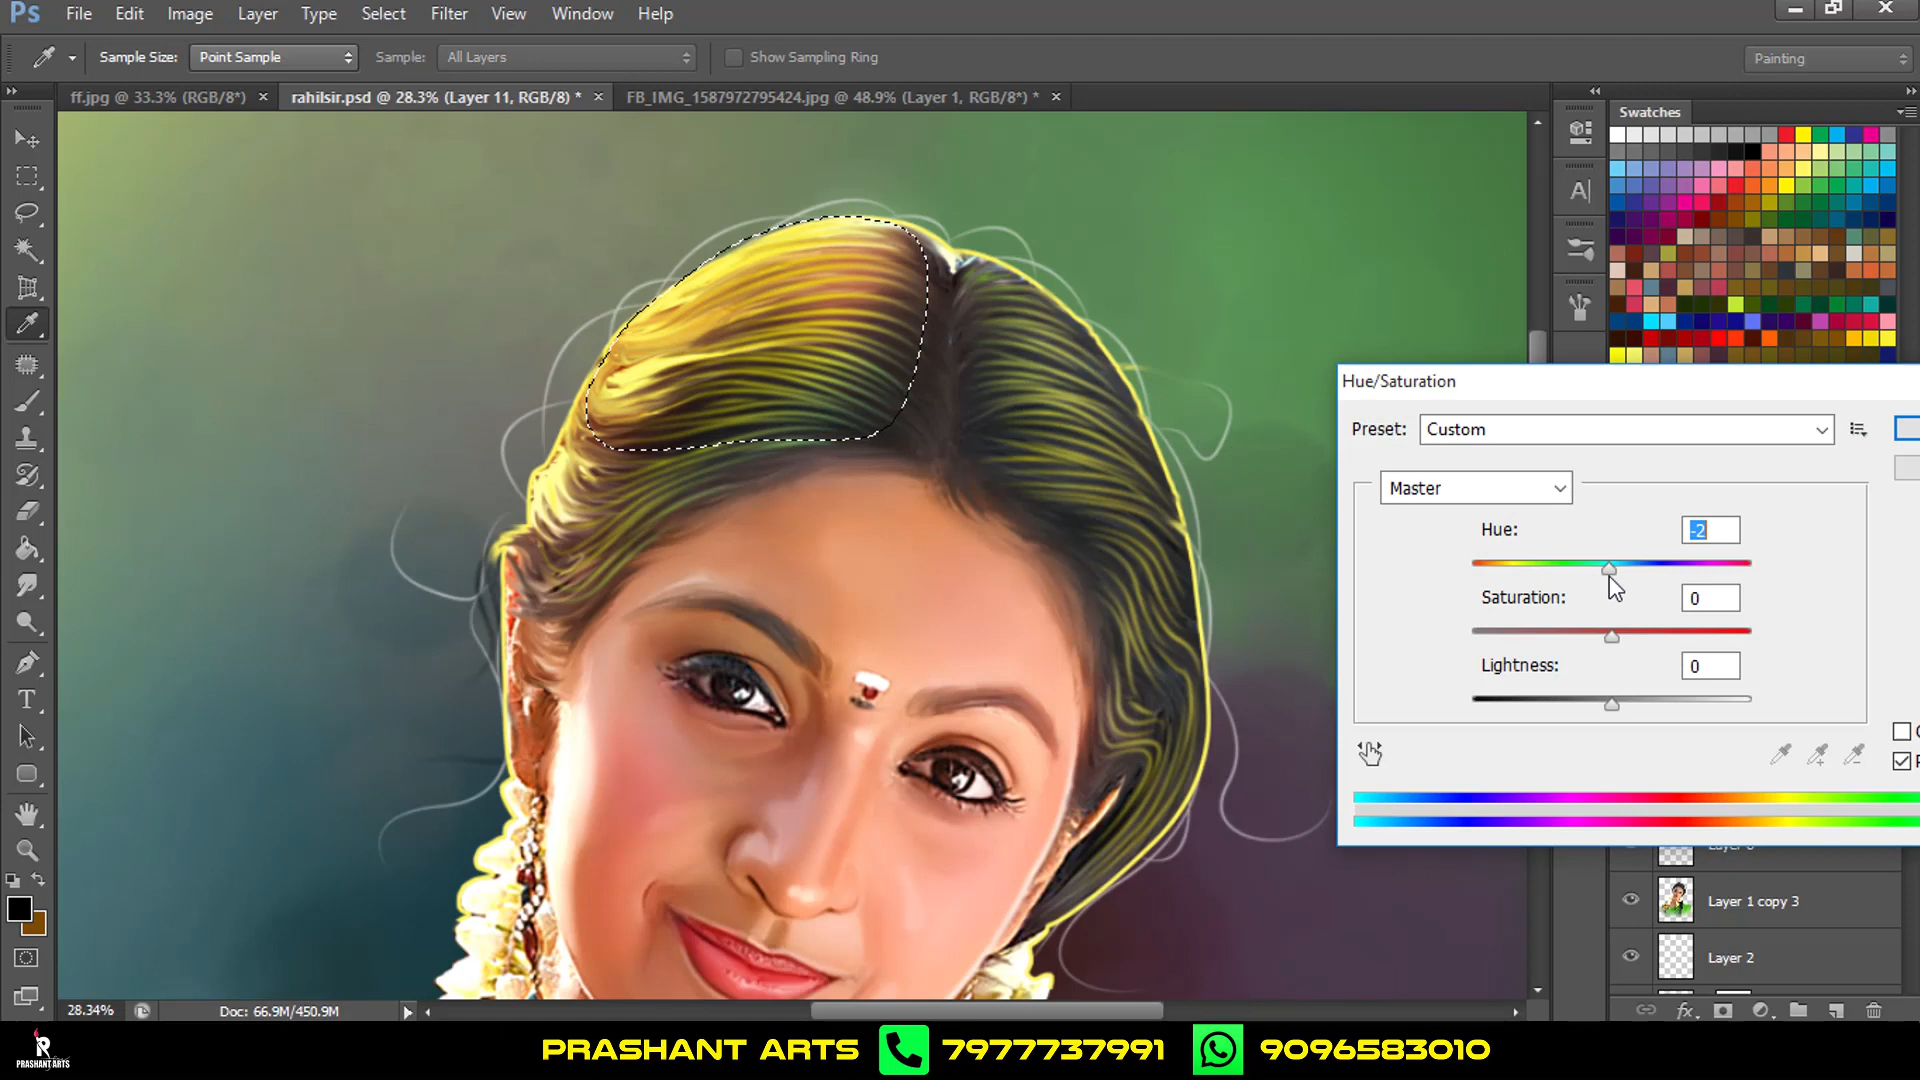 Ps File Edit Image Layer Type Select Filter View Window Help
Sample Size: Point Sample Sample: All Layers Show Sampling Ring Painting
ff.jpg @ 33.3% (RGB/8*) × rahilsir.psd @ 28.3% (Layer 11, RGB/8) * × FB_IMG_1587972795424.jpg @ 48.9% (Layer 1, RGB/8*) * ×
Swatches
Hue/Saturation
Preset: Custom
Master
Hue: -2
Saturation: 0
Lightness: 0
Layer 1 copy 3
Layer 2
28.34% Doc: 66.9M/450.9M
PRASHANT ARTS 7977737991 9096583010
PRASHANT ARTS